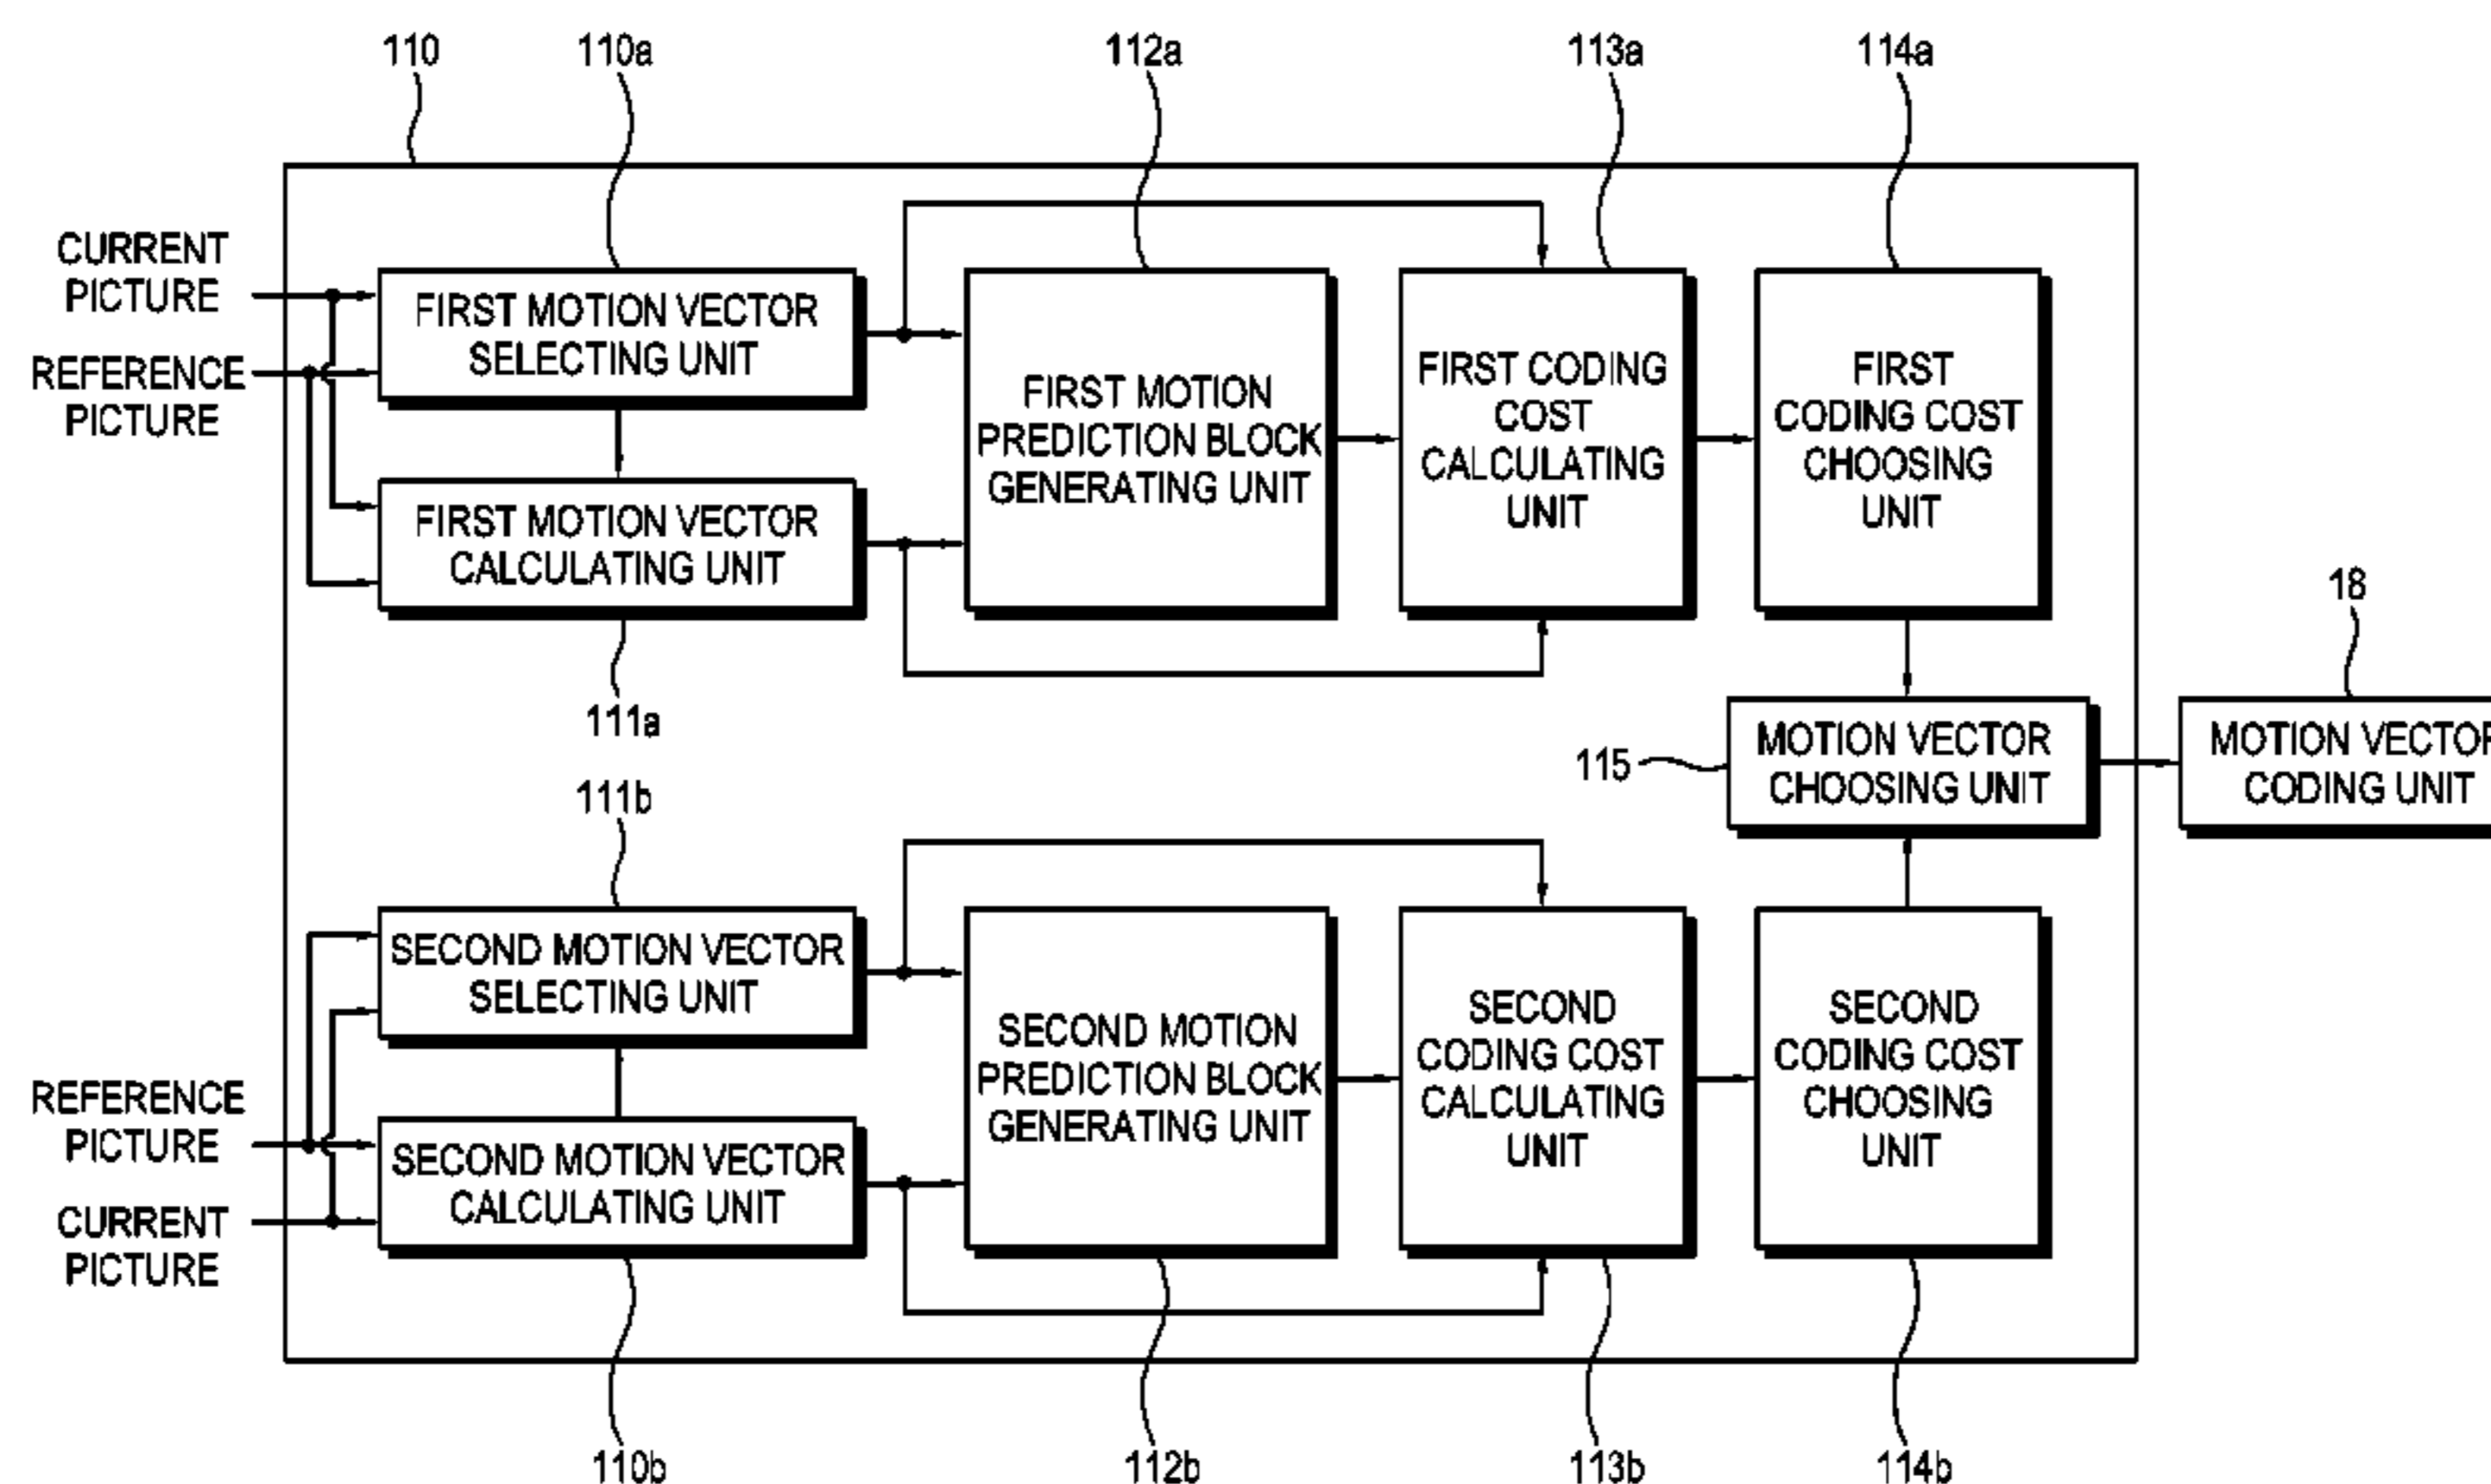 110
110a
112a
113a
114a
CURRENT
PICTURE
REFERENCE
PICTURE
FIRST MOTION VECTOR
SELECTING UNIT
FIRST MOTION VECTOR
CALCULATING UNIT
FIRST MOTION
PREDICTION BLOCK
GENERATING UNIT
FIRST CODING
COST
CALCULATING
UNIT
FIRST
CODING COST
CHOOSING
UNIT
111a
115
MOTION VECTOR
CHOOSING UNIT
18
MOTION VECTOR
CODING UNIT
111b
SECOND MOTION VECTOR
SELECTING UNIT
REFERENCE
PICTURE
CURRENT
PICTURE
SECOND MOTION VECTOR
CALCULATING UNIT
SECOND MOTION
PREDICTION BLOCK
GENERATING UNIT
SECOND
CODING COST
CALCULATING
UNIT
SECOND
CODING COST
CHOOSING
UNIT
110b
112b
113b
114b